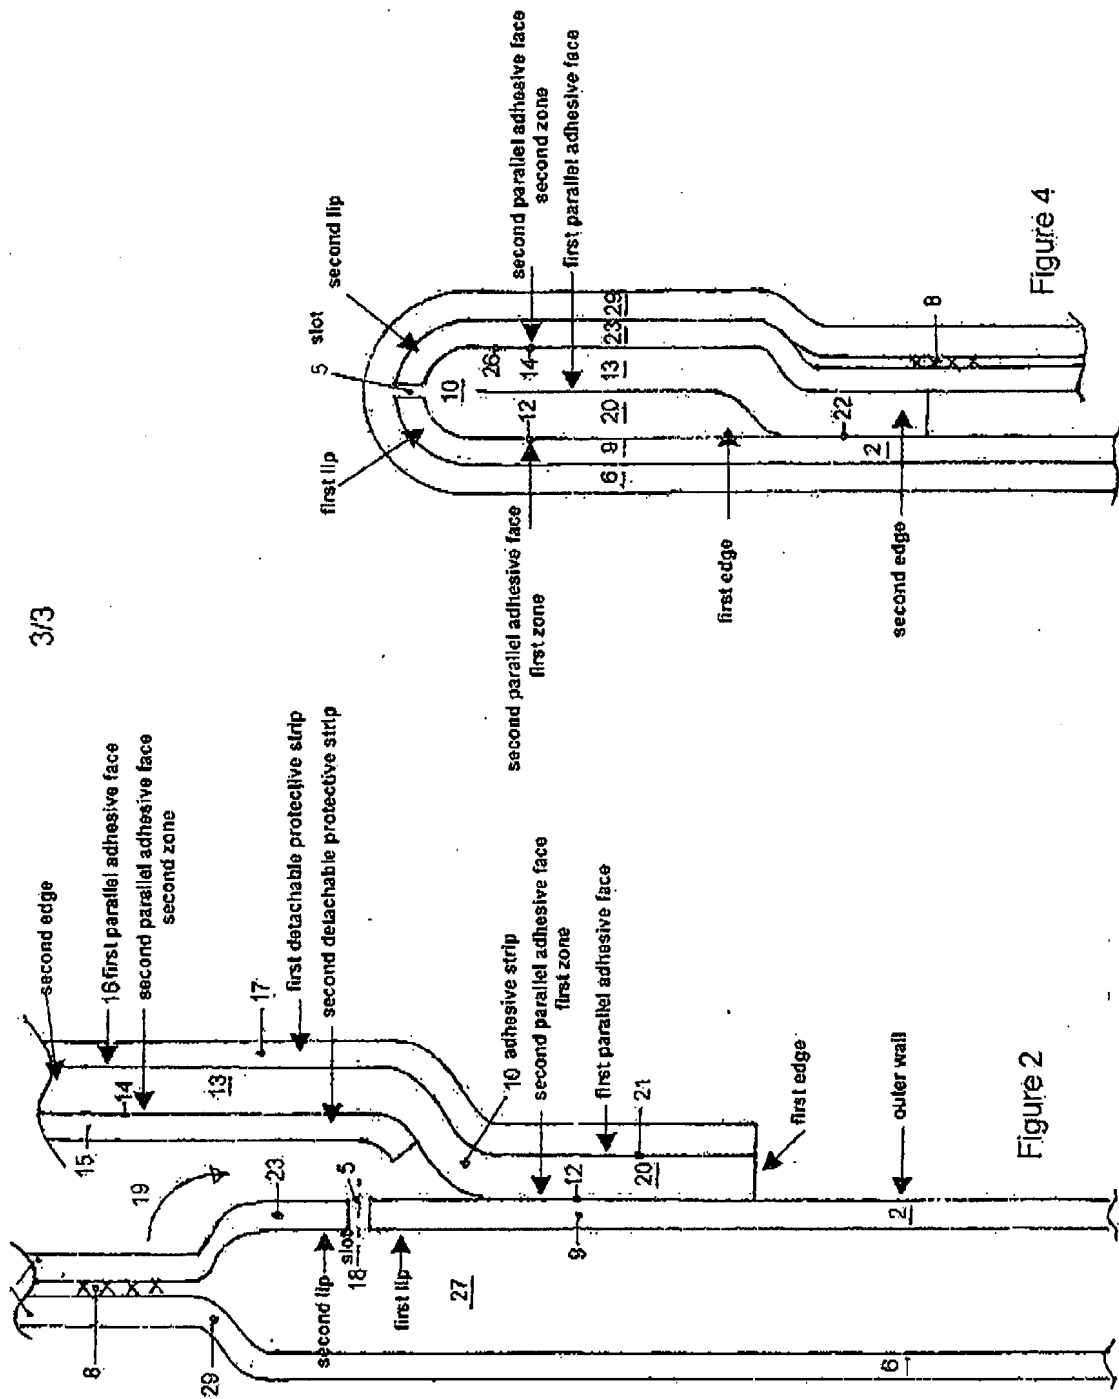 3/3
second edge
16 first parallel adhesive face
second parallel adhesive face
second zone
first detachable protective strip
second detachable protective strip
17
14
13
15
19
23
5
slot
18
second lip
first lip
8
29
27
10 adhesive strip
second parallel adhesive face
first zone
first parallel adhesive face
21
20
12
9
first edge
outer wall
2
6
Figure 2
slot
5
second lip
first lip
second parallel adhesive face
second zone
first parallel adhesive face
10
26
14
12
13
20
23
29
9
6
second parallel adhesive face
first zone
first edge
22
2
8
second edge
Figure 4